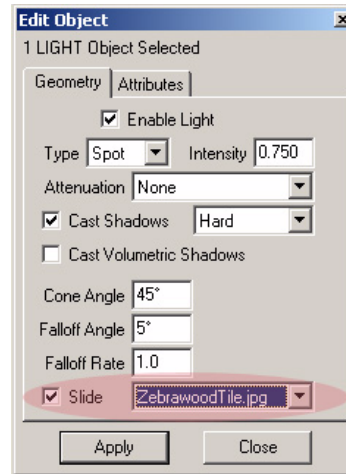 Edit Object
1 LIGHT Object Selected
Geometry Attributes
Enable Light
Type Spot Intensity 0.750
Attenuation None
Cast Shadows Hard
Cast Volumetric Shadows
Cone Angle 45°
Falloff Angle 5°
Falloff Rate 1.0
Slide ZebrawoodTile.jpg
Apply Close